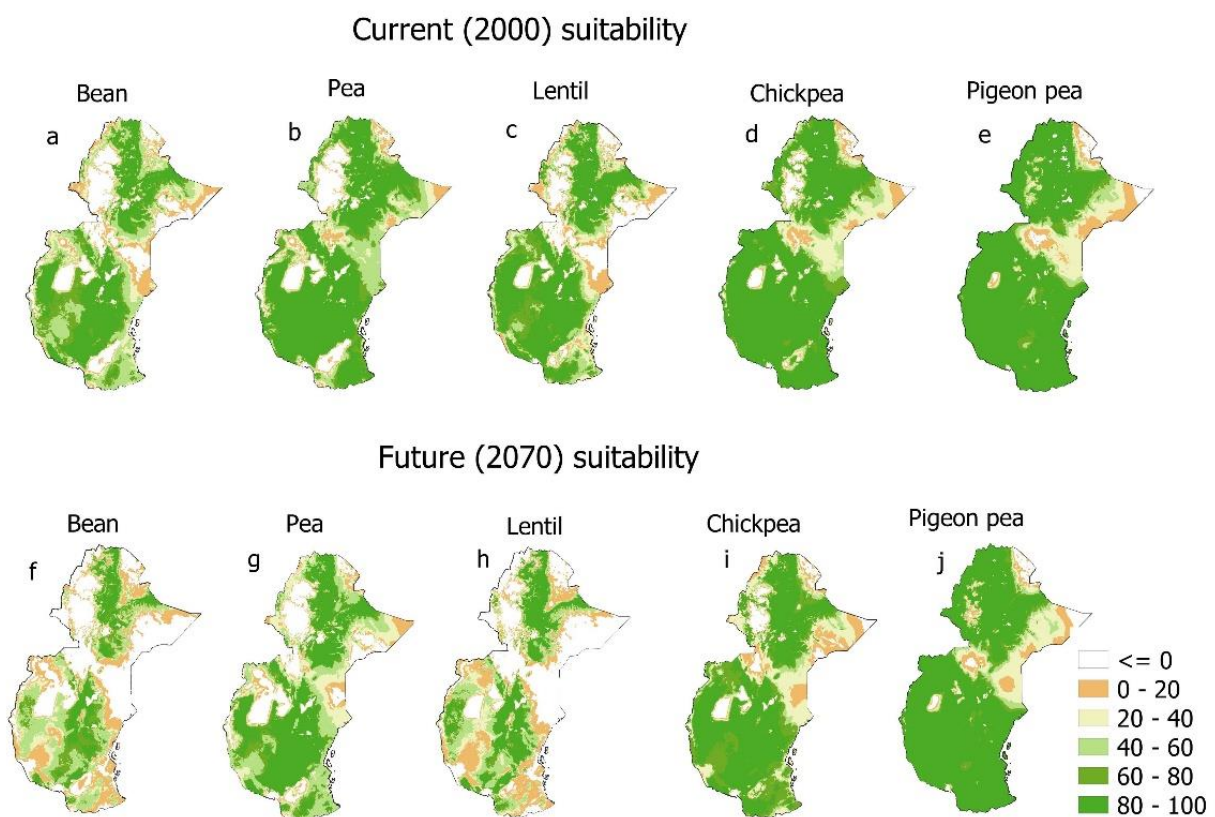 Current (2000) suitability
Bean
Pea
Lentil
Chickpea
Pigeon pea
a
b
c
d
e
Future (2070) suitability
Bean
Pea
Lentil
Chickpea
Pigeon pea
f
g
h
i
j
<= 0
0 - 20
20 - 40
40 - 60
60 - 80
80 - 100